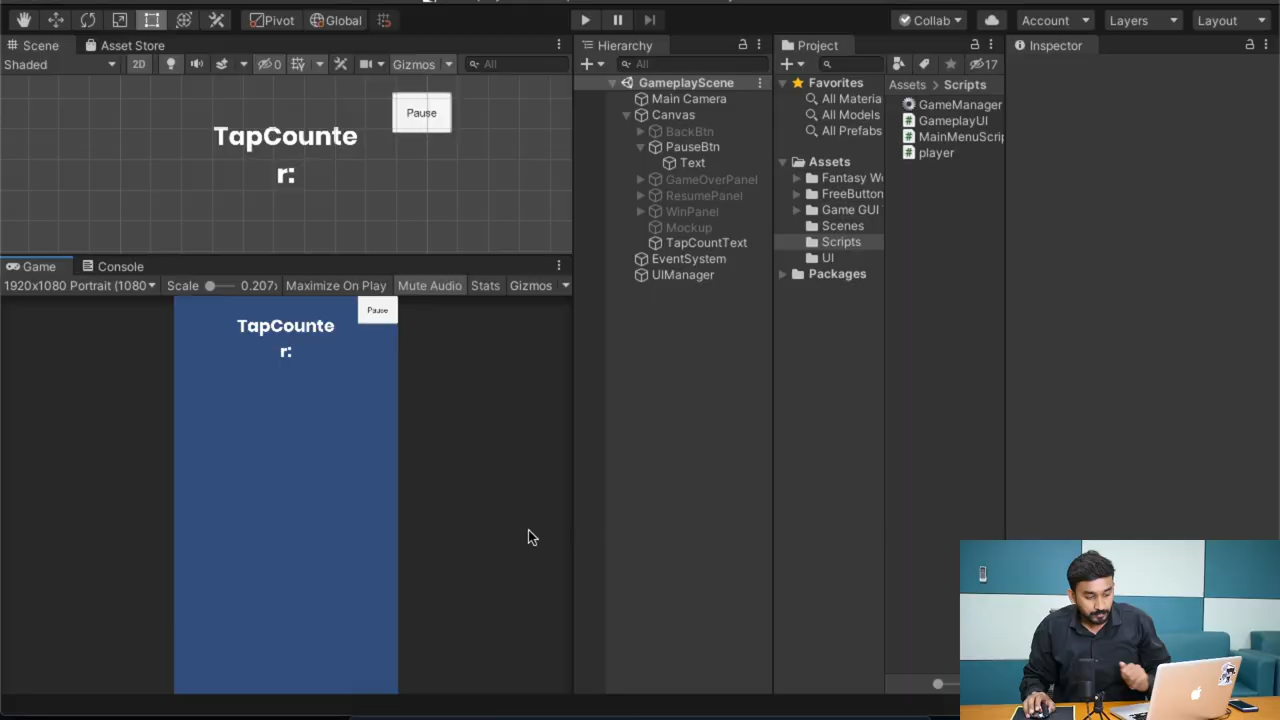 Pivot
Global
Collab
Account
Layers
Layout
Scene
Asset Store
Hierarchy
Project
Inspector
Shaded
2D
0
Gizmos
All
All
17
TapCounte
r:
Pause
GameplayScene
Main Camera
Canvas
BackBtn
PauseBtn
Text
GameOverPanel
ResumePanel
WinPanel
Mockup
TapCountText
EventSystem
UIManager
Favorites
All Materia
All Models
All Prefabs
Assets
Fantasy W
FreeButton
Game GUI
Scenes
Scripts
UI
Packages
Assets > Scripts
GameManager
GameplayUI
MainMenuScrip
player
Game
Console
1920x1080 Portrait (1080
Scale
0.207
Maximize On Play
Mute Audio
Stats
Gizmos
TapCounte
r:
Pause